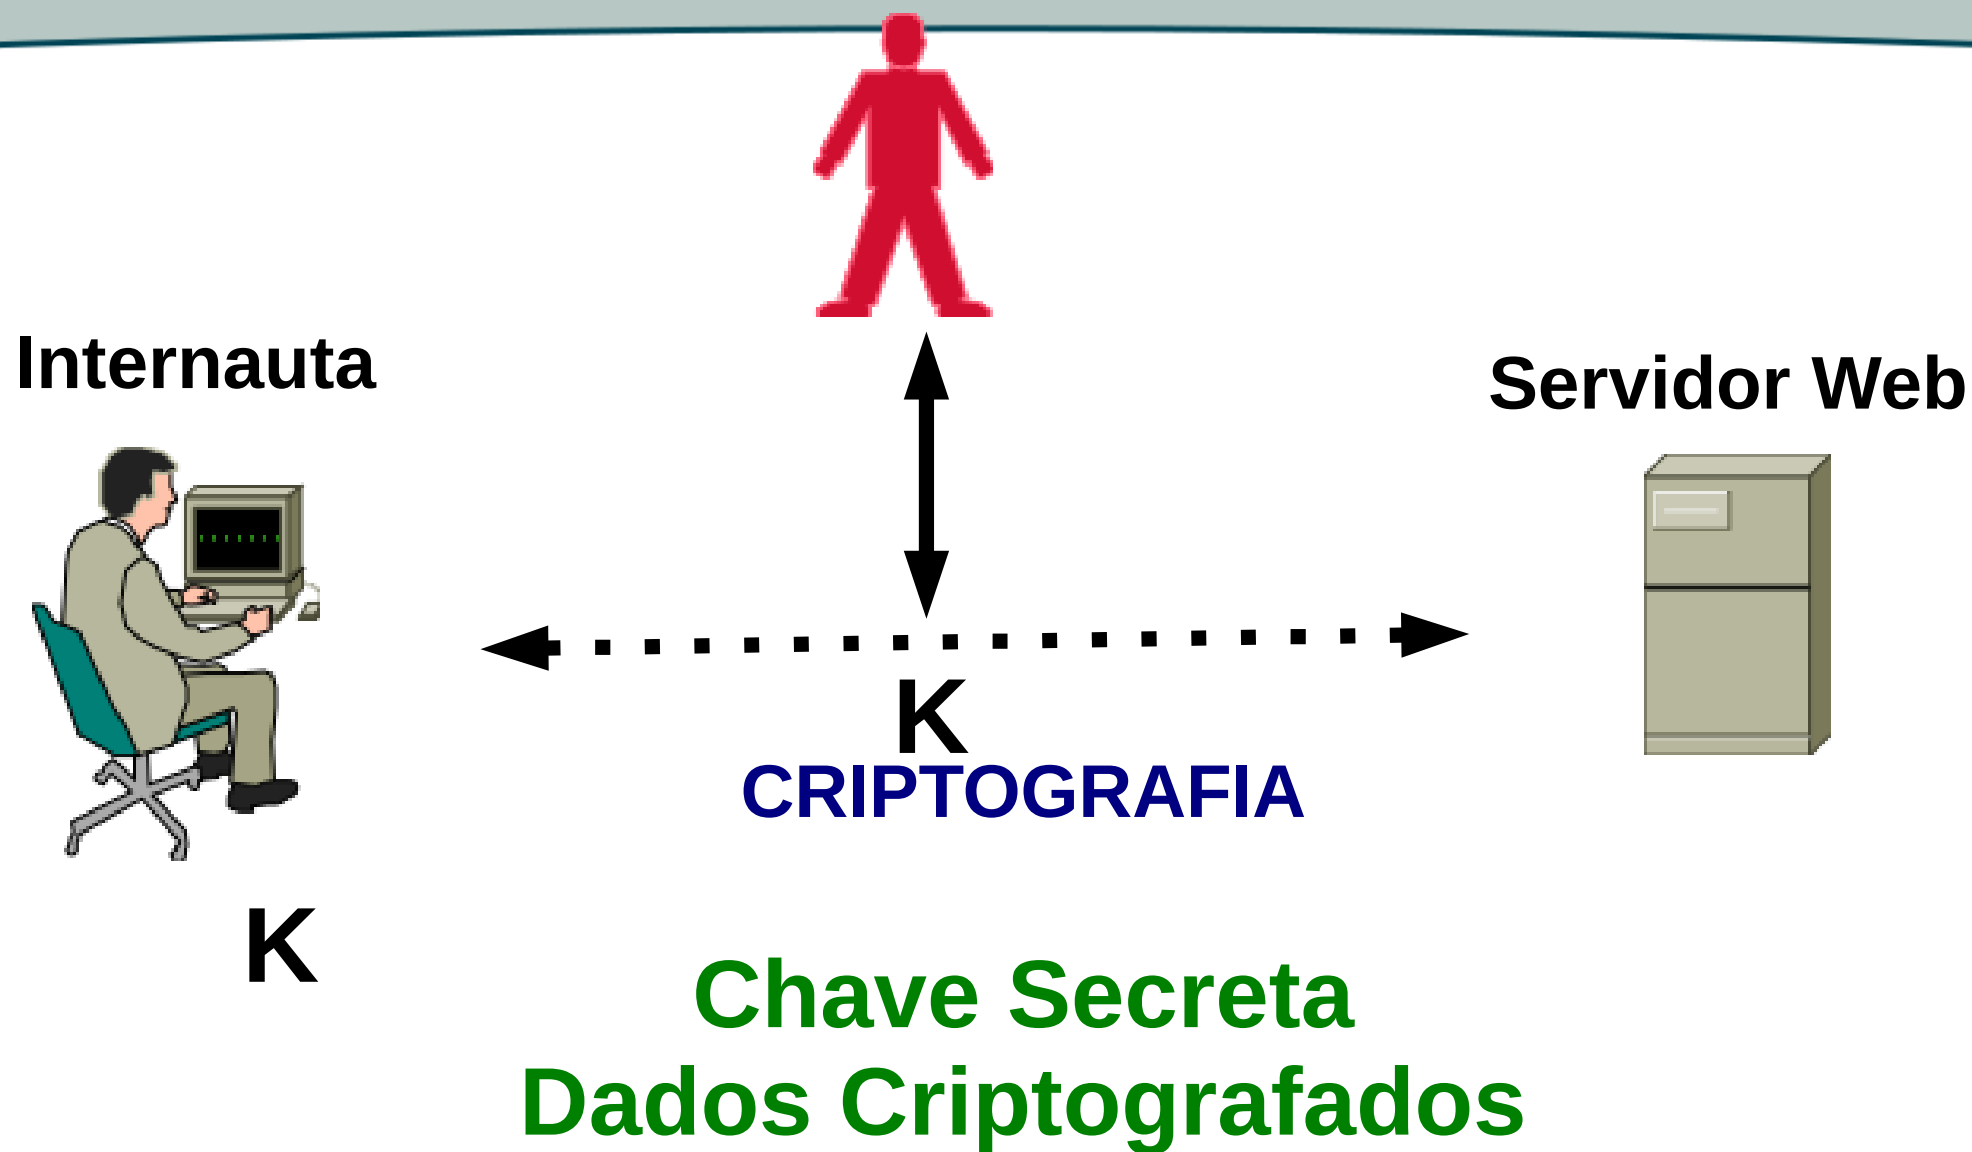 Internauta
Servidor Web
K
CRIPTOGRAFIA
K
Chave Secreta
Dados Criptografados